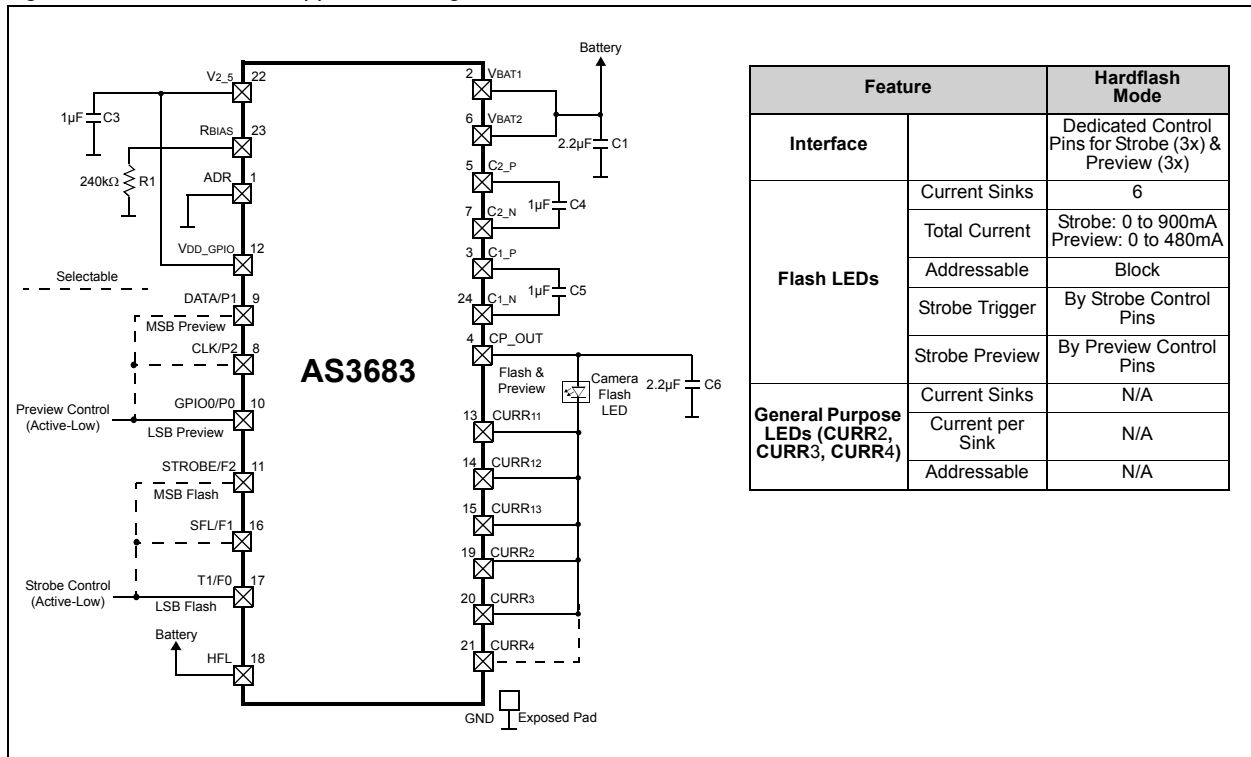 Battery
V2_5 22
1µF C3
RBIAS 23
240kΩ R1
ADR 1
VDD_GPIO 12
Selectable
DATA/P1 9
MSB Preview
CLK/P2 8
Preview Control
(Active-Low)
GPIO0/P0 10
LSB Preview
STROBE/F2 11
MSB Flash
SFL/F1 16
Strobe Control
(Active-Low)
T1/F0 17
LSB Flash
Battery
HFL 18
AS3683
2 VBAT1
6 VBAT2
2.2µF C1
5 C2_P
1µF C4
7 C2_N
3 C1_P
1µF C5
24 C1_N
4 CP_OUT
Flash &
Preview
Camera
Flash
LED
2.2µF C6
13 CURR11
14 CURR12
15 CURR13
19 CURR2
20 CURR3
21 CURR4
GND Exposed Pad
Feature
Hardflash
Mode
Interface
Dedicated Control
Pins for Strobe (3x) &
Preview (3x)
Flash LEDs
Current Sinks 6
Total Current
Strobe: 0 to 900mA
Preview: 0 to 480mA
Addressable Block
Strobe Trigger
By Strobe Control
Pins
Strobe Preview
By Preview Control
Pins
General Purpose
LEDs (CURR2,
CURR3, CURR4)
Current Sinks N/A
Current per
Sink
N/A
Addressable N/A